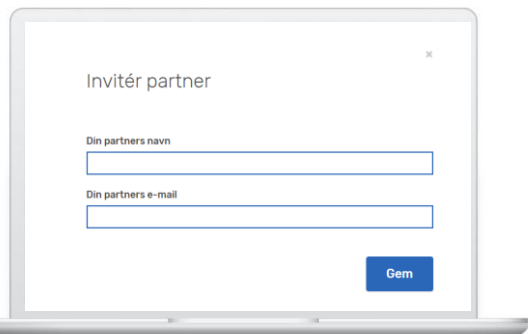 ×
Invitér partner
Din partners navn
Din partners e-mail
Gem